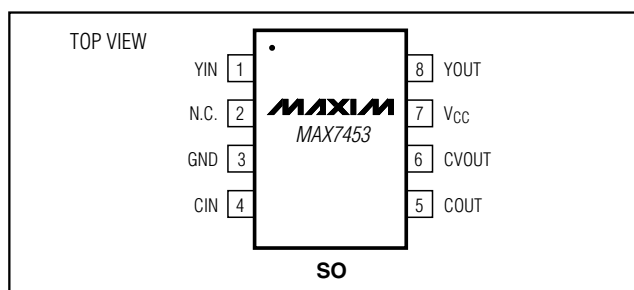 TOP VIEW
YIN 1
8 YOUT
N.C. 2
MAXIM
7 VCC
MAX7453
GND 3
6 CVOUT
CIN 4
5 COUT
SO